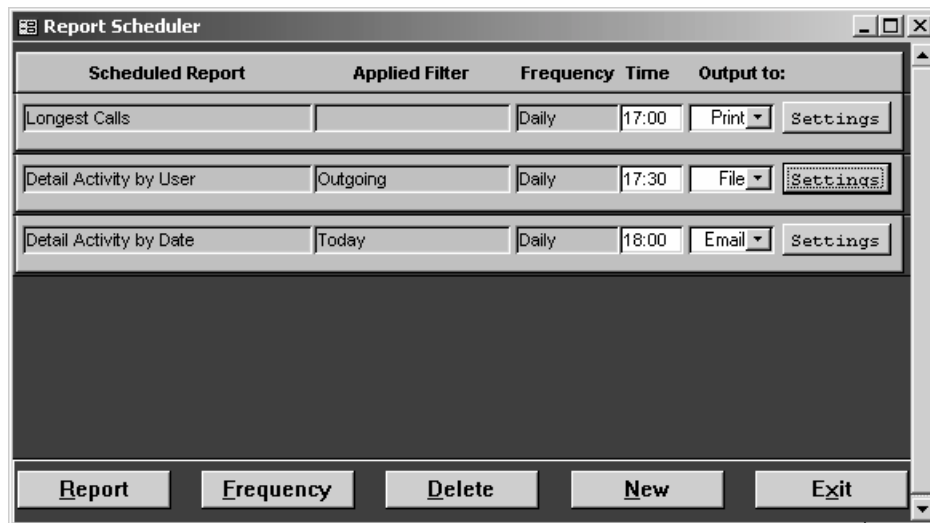 Report Scheduler
Scheduled Report Applied Filter Frequency Time Output to:
Longest Calls Daily 17:00 Print Settings
Detail Activity by User Outgoing Daily 17:30 File Settings
Detail Activity by Date Today Daily 18:00 Email Settings
Report Frequency Delete New Exit